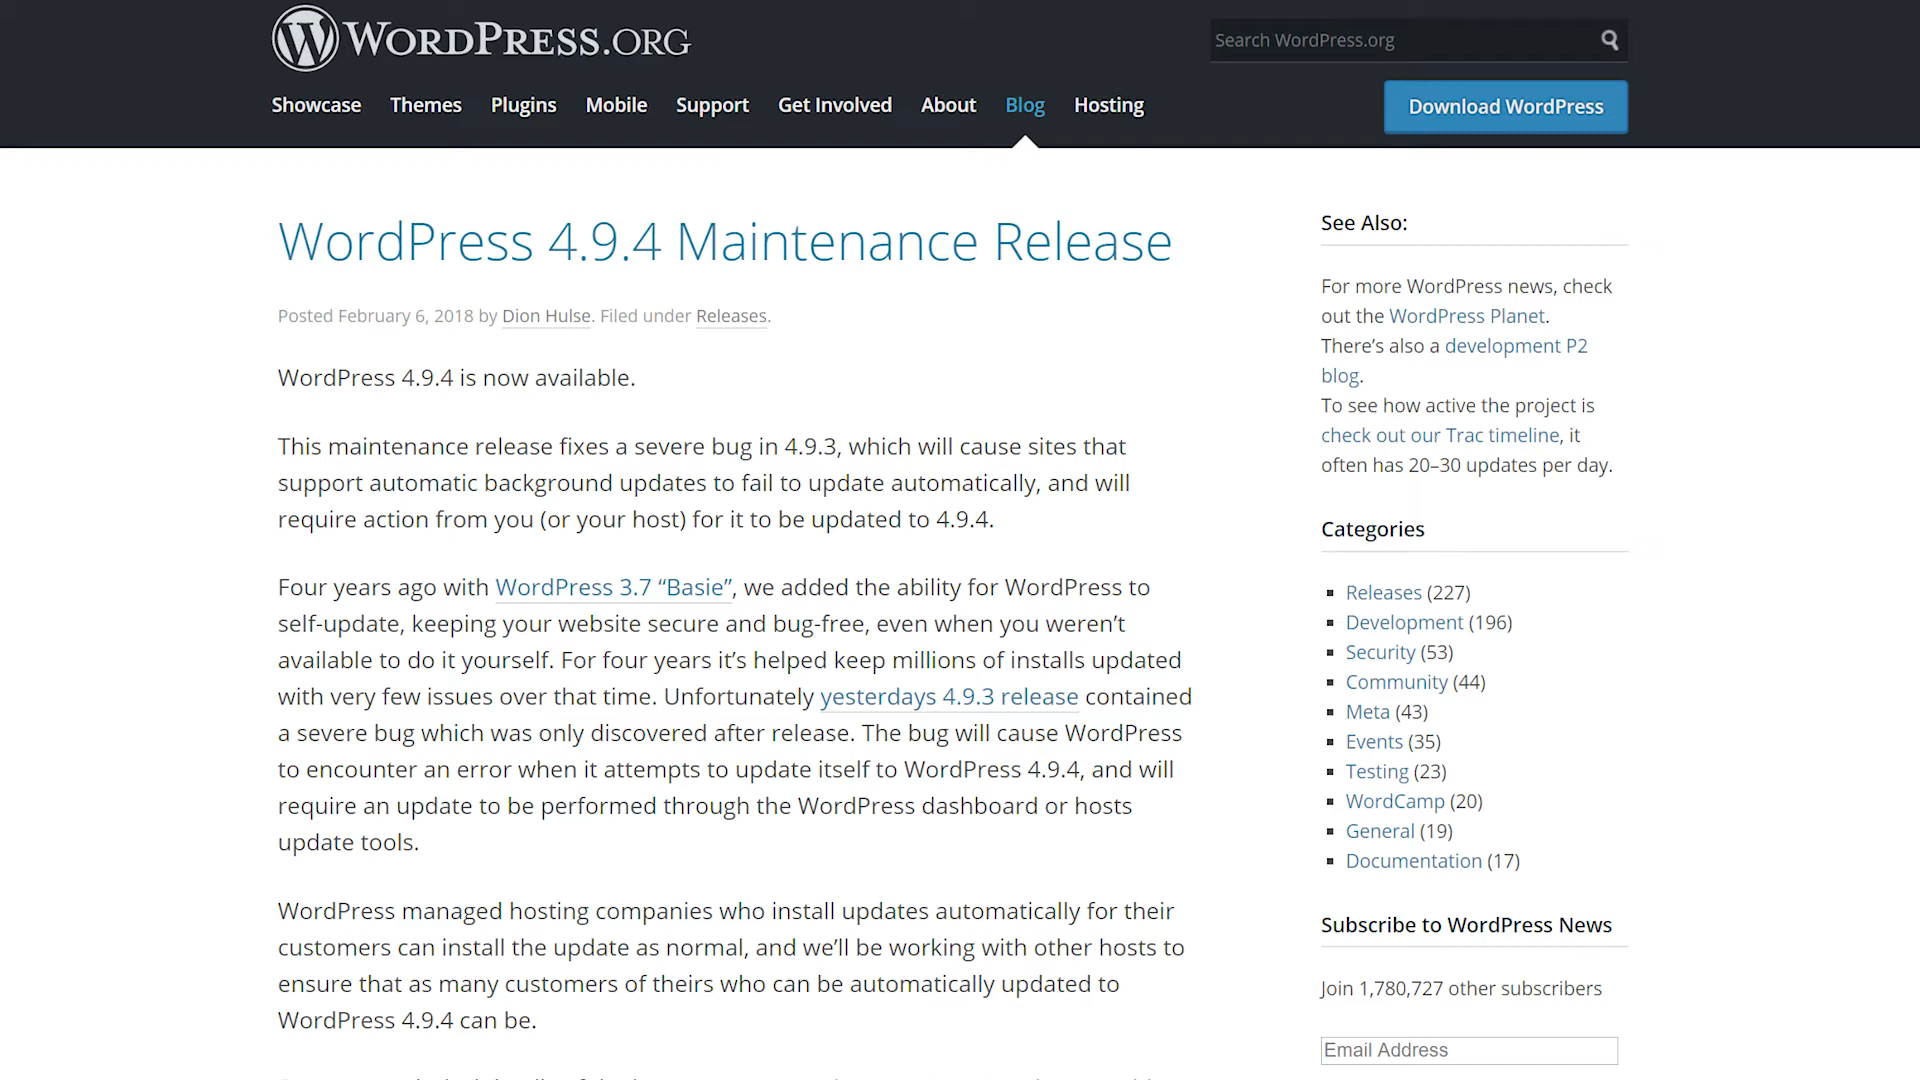 WORDPRESS.ORG
Search WordPress.org
Showcase Themes Plugins Mobile Support Get Involved About Blog Hosting
Download WordPress
WordPress 4.9.4 Maintenance Release
Posted February 6, 2018 by Dion Hulse. Filed under Releases.
WordPress 4.9.4 is now available.
This maintenance release fixes a severe bug in 4.9.3, which will cause sites that
support automatic background updates to fail to update automatically, and will
require action from you (or your host) for it to be updated to 4.9.4.
Four years ago with WordPress 3.7 “Basie”, we added the ability for WordPress to
self-update, keeping your website secure and bug-free, even when you weren’t
available to do it yourself. For four years it’s helped keep millions of installs updated
with very few issues over that time. Unfortunately yesterdays 4.9.3 release contained
a severe bug which was only discovered after release. The bug will cause WordPress
to encounter an error when it attempts to update itself to WordPress 4.9.4, and will
require an update to be performed through the WordPress dashboard or hosts
update tools.
WordPress managed hosting companies who install updates automatically for their
customers can install the update as normal, and we’ll be working with other hosts to
ensure that as many customers of theirs who can be automatically updated to
WordPress 4.9.4 can be.
See Also:
For more WordPress news, check
out the WordPress Planet.
There’s also a development P2
blog.
To see how active the project is
check out our Trac timeline, it
often has 20–30 updates per day.
Categories
Releases (227)
Development (196)
Security (53)
Community (44)
Meta (43)
Events (35)
Testing (23)
WordCamp (20)
General (19)
Documentation (17)
Subscribe to WordPress News
Join 1,780,727 other subscribers
Email Address